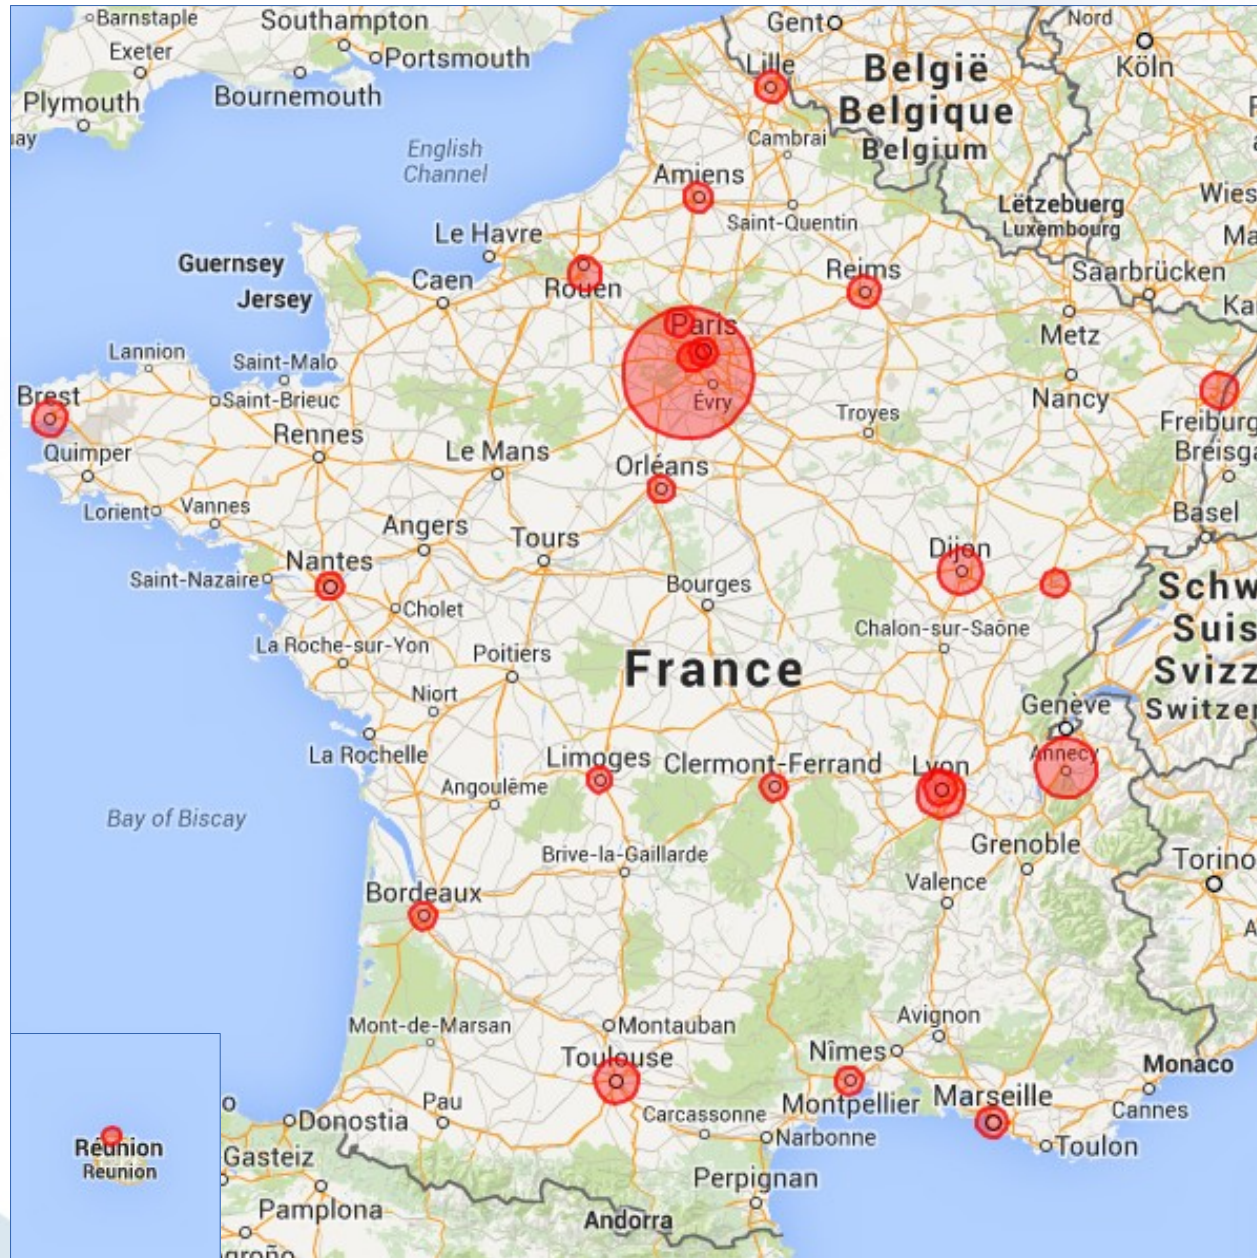 Barnstaple
Southampton
Gent
Nord
Exeter
Portsmouth
Köln
Lille
België
Belgique
Belgium
Plymouth
Bournemouth
Cambrai
English
Channel
Amiens
Saint-Quentin
Lëtzebuerg
Luxembourg
Wies
Ma
Le Havre
Guernsey
Jersey
Caen
Rouen
Reims
Saarbrücken
Ka
Paris
Metz
Lannion
Saint-Malo
Brest
Saint-Brieuc
Évry
Troyes
Nancy
Freiburg
Breisga
Quimper
Rennes
Le Mans
Orléans
Lorient
Vannes
Angers
Tours
Basel
Dijon
Nantes
Saint-Nazaire
Bourges
Cholet
Chalon-sur-Saône
Schw
Suis
Svizz
Switzer
La Roche-sur-Yon
Poitiers
France
Niort
Genève
La Rochelle
Limoges
Clermont-Ferrand
Lyon
Annecy
Angoulême
Bay of Biscay
Brive-la-Gaillarde
Grenoble
Torino
Valence
Bordeaux
A
Mont-de-Marsan
Montauban
Avignon
Toulouse
Nîmes
Monaco
Pau
Carcassonne
Montpellier
Marseille
Cannes
Donostia
Narbonne
Toulon
Réunion
Reunion
Gasteiz
Perpignan
Pamplona
Andorra
groño